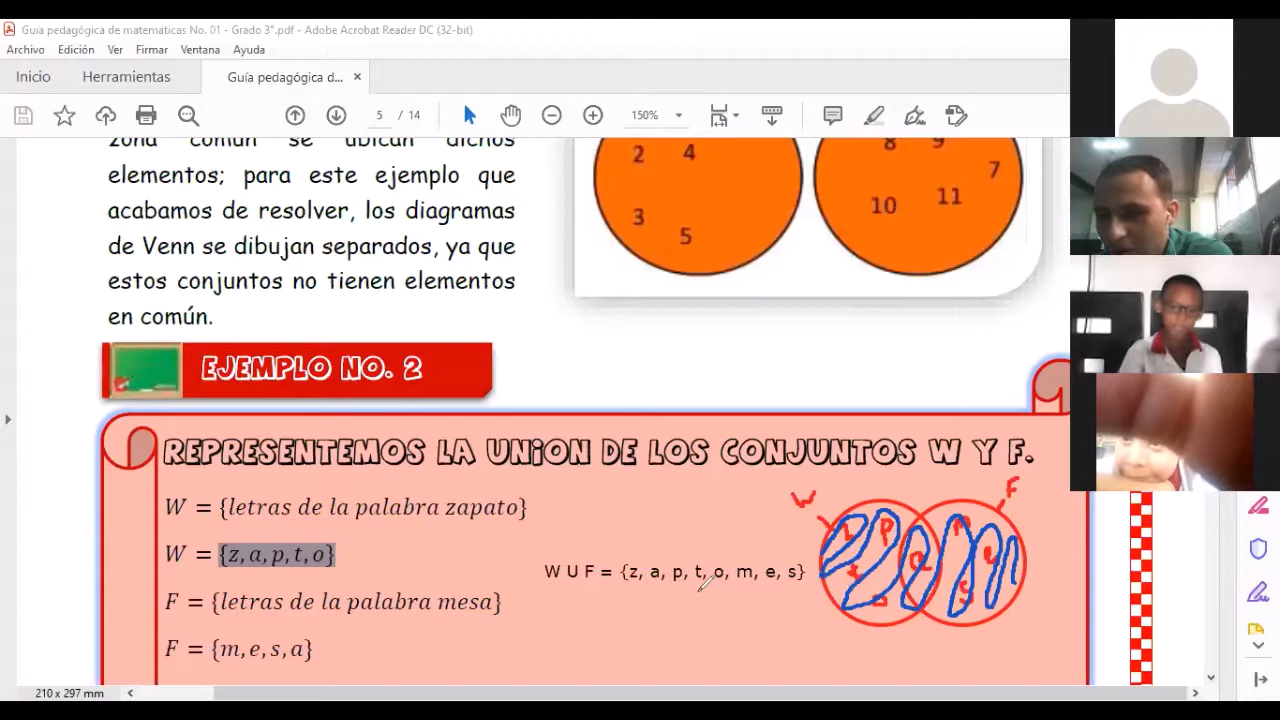 Guía pedagógica de matemáticas No. 01 - Grado 3°.pdf - Adobe Acrobat Reader DC (32-bit)
Archivo Edición Ver Firmar Ventana Ayuda
Inicio Herramientas Guía pedagógica d... ×
5 / 14 150%
zona común se ubican dichos
elementos; para este ejemplo que
acabamos de resolver, los diagramas
de Venn se dibujan separados, ya que
estos conjuntos no tienen elementos
en común.
2 4
3
5
8 9
7
10 11
EJEMPLO NO. 2
REPRESENTEMOS LA UNION DE LOS CONJUNTOS W Y F.
W = {letras de la palabra zapato}
W = {z, a, p, t, o}
F = {letras de la palabra mesa}
F = {m, e, s, a}
W U F = {z, a, p, t, o, m, e, s}
W F
P
a
210 x 297 mm